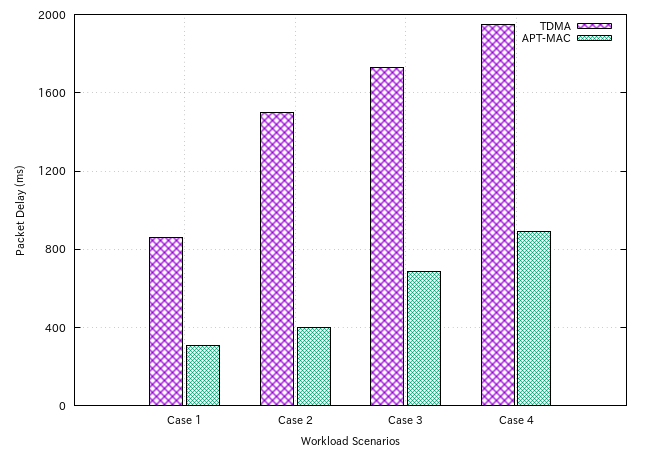 2000
1600
1200
800
400
0
Packet Delay (ms)
TDMA
APT-MAC
Case 1
Case 2
Case 3
Case 4
Workload Scenarios